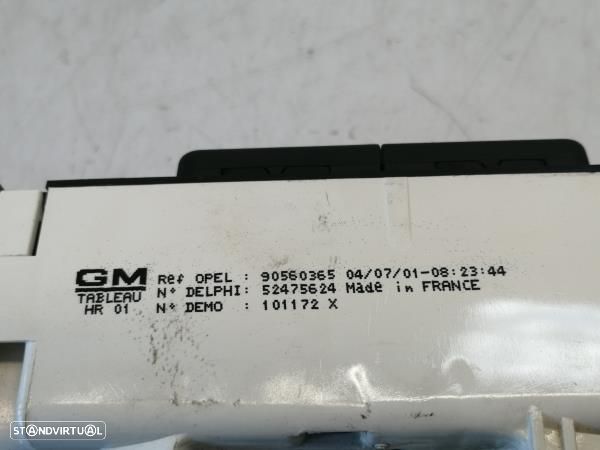 GM Ref OPEL : 90560365 04/07/01-08:23:44
TABLEAU N° DELPHI: 52475624 Made in FRANCE
HR 01 N° DEMO : 101172 X
STANDVIRTUAL